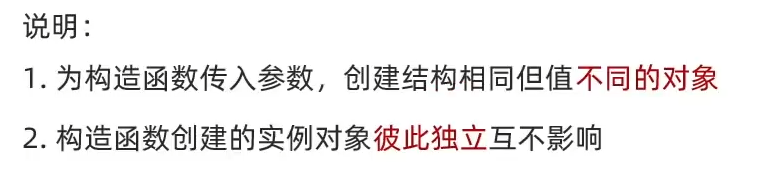 说明：
1. 为构造函数传入参数，创建结构相同但值不同的对象
2. 构造函数创建的实例对象彼此独立互不影响